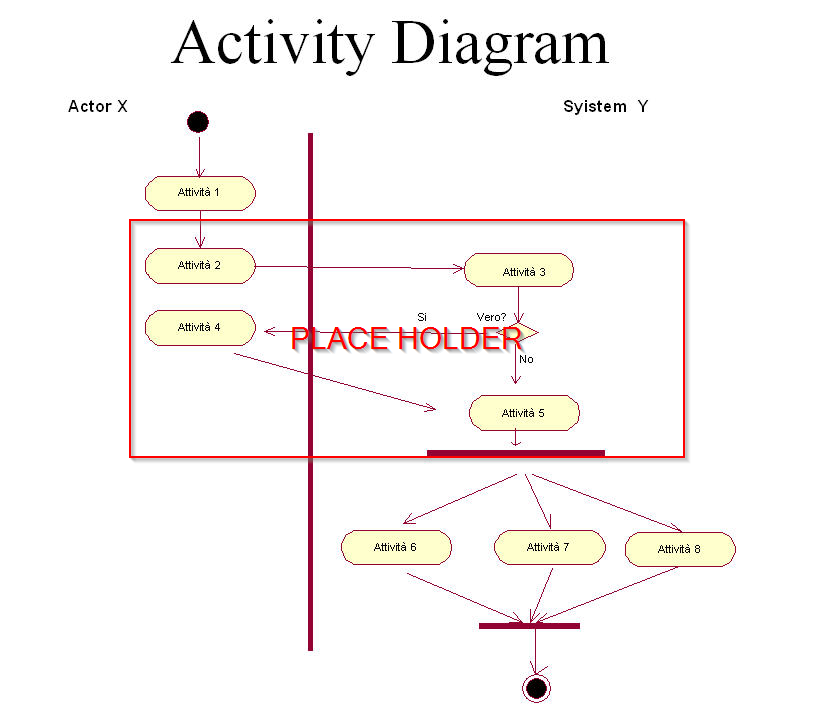 Activity Diagram
Actor X
Syistem Y
Attività 1
Attività 2
Attività 3
Si
Vero?
Attività 4
PLACE HOLDER
No
Attività 5
Attività 6
Attività 7
Attività 8